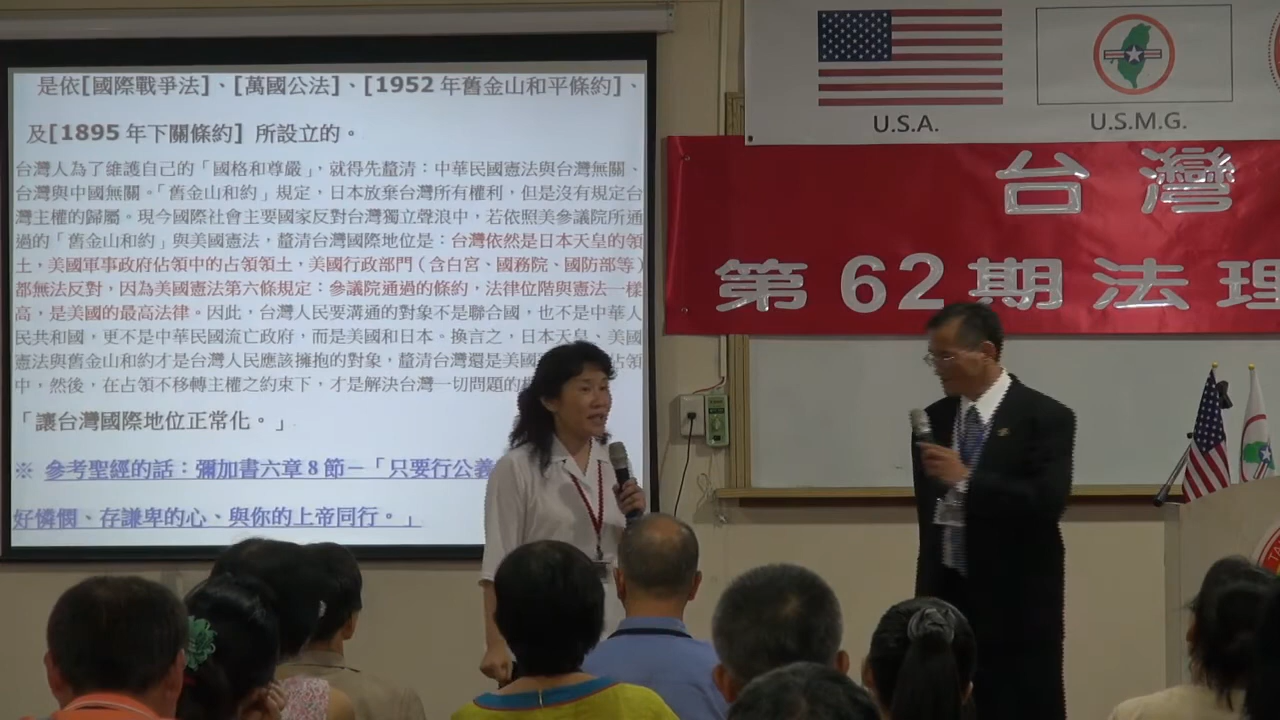 是依[國際戰爭法]、[萬國公法]、[1952 年舊金山和平條約]、
及[1895 年下關條約] 所設立的。
台灣人為了維護自己的「國格和尊嚴」，就得先釐清：中華民國憲法與台灣無關、
台灣與中國無關。「舊金山和約」規定，日本放棄台灣所有權利，但是沒有規定台
灣主權的歸屬。現今國際社會主要國家反對台灣獨立聲浪中，若依照美參議院所通
過的「舊金山和約」與美國憲法，釐清台灣國際地位是：台灣依然是日本天皇的領
土，美國軍事政府佔領中的占領領土，美國行政部門（含白宮、國務院、國防部等）
都無法反對，因為美國憲法第六條規定：參議院通過的條約，法律位階與憲法一樣
高，是美國的最高法律。因此，台灣人民要溝通的對象不是聯合國，也不是中華人
民共和國，更不是中華民國流亡政府，而是美國和日本。換言之，日本天皇、美國
憲法與舊金山和約才是台灣人民應該擁抱的對象，釐清台灣還是美國 占領
中，然後，在占領不移轉主權之約束下，才是解決台灣一切問題的
「讓台灣國際地位正常化。」
※ 參考聖經的話：彌加書六章 8 節－「只要行公義
好憐憫、存謙卑的心、與你的上帝同行。」
U.S.A.
U.S.M.G.
台灣
第62期法理